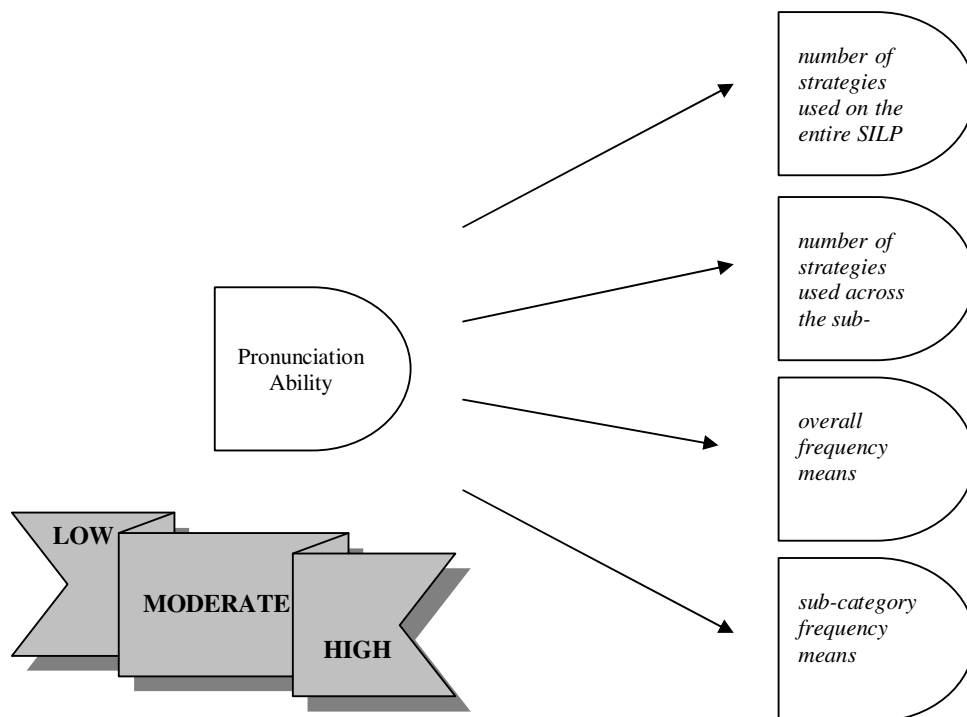 number of
strategies
used on the
entire SILP
number of
strategies
used across
the sub-
Pronunciation
Ability
overall
frequency
means
sub-category
frequency
means
LOW
MODERATE
HIGH